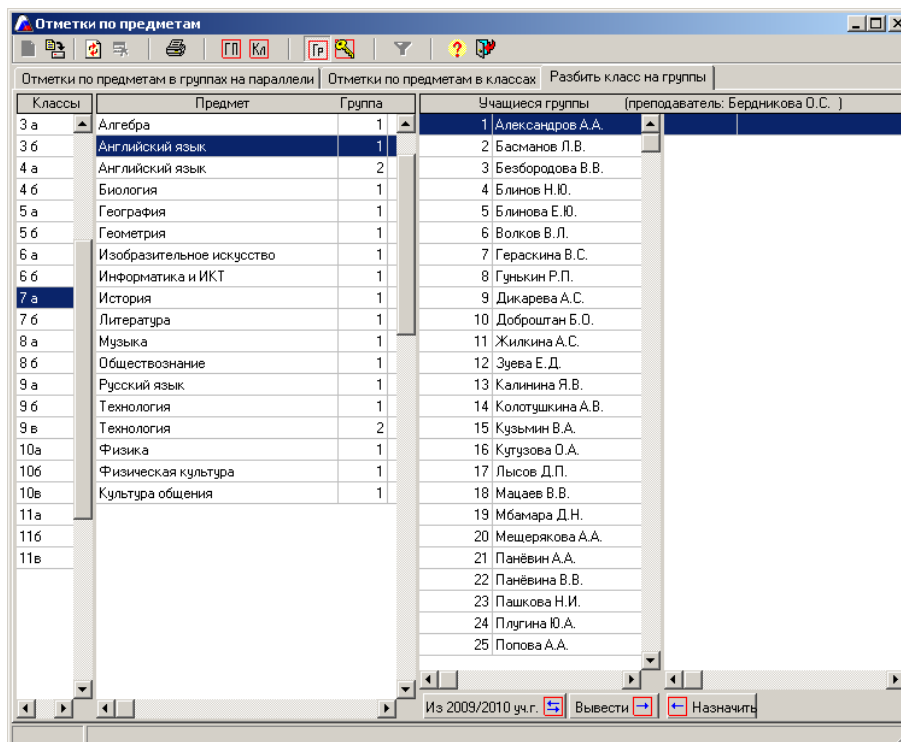 Отметки по предметам
ГП Кл Гр ?
Отметки по предметам в группах на параллели Отметки по предметам в классах Разбить класс на группы
Классы Предмет Группа Учащиеся группы (преподаватель: Бердникова О.С. )
3 а Алгебра 1 1 Александров А.А.
3 б Английский язык 1 2 Басманов Л.В.
4 а Английский язык 2 3 Безбородова В.В.
4 б Биология 1 4 Блинов Н.Ю.
5 а География 1 5 Блинова Е.Ю.
5 б Геометрия 1 6 Волков В.Л.
6 а Изобразительное искусство 1 7 Гераскина В.С.
6 б Информатика и ИКТ 1 8 Гунькин Р.П.
7 а История 1 9 Дикарева А.С.
7 б Литература 1 10 Доброштан Б.О.
8 а Музыка 1 11 Жилкина А.С.
8 б Обществознание 1 12 Зуева Е.Д.
9 а Русский язык 1 13 Калинина Я.В.
9 б Технология 1 14 Колотушкина А.В.
9 в Технология 2 15 Кузьмин В.А.
10а Физика 1 16 Кутузова О.А.
10б Физическая культура 1 17 Лысов Д.П.
10в Культура общения 1 18 Мацаев В.В.
11а 19 Мбамара Д.Н.
11б 20 Мещерякова А.А.
11в 21 Панёвин А.А.
22 Панёвина В.В.
23 Пашкова Н.И.
24 Плугина Ю.А.
25 Попова А.А.
Из 2009/2010 уч.г. Вывести Назначить